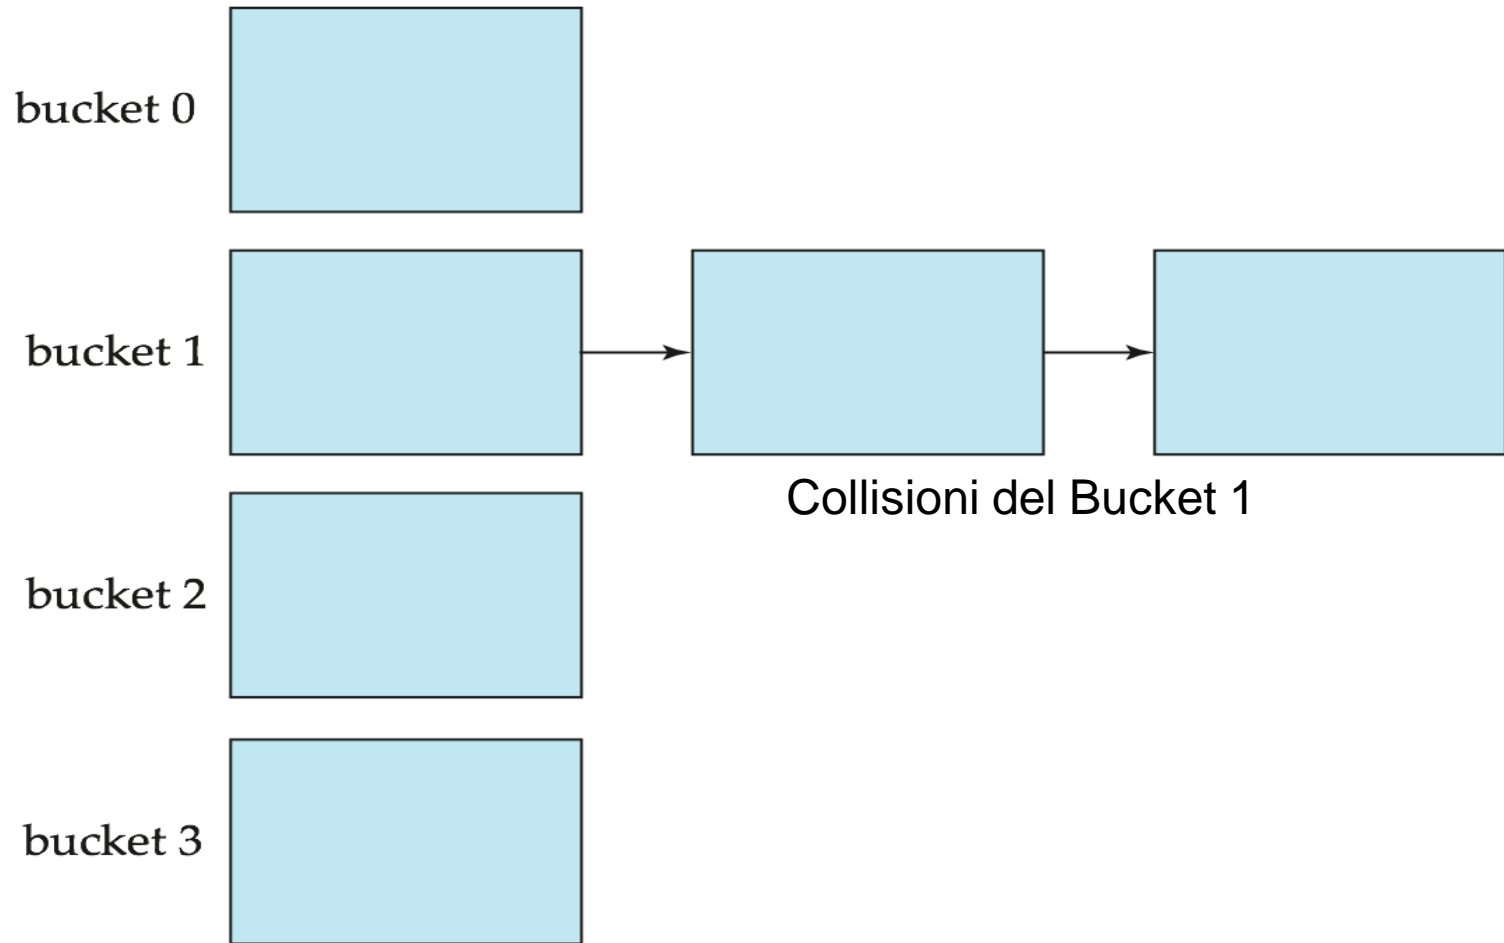 bucket 0
bucket 1
Collisioni del Bucket 1
bucket 2
bucket 3